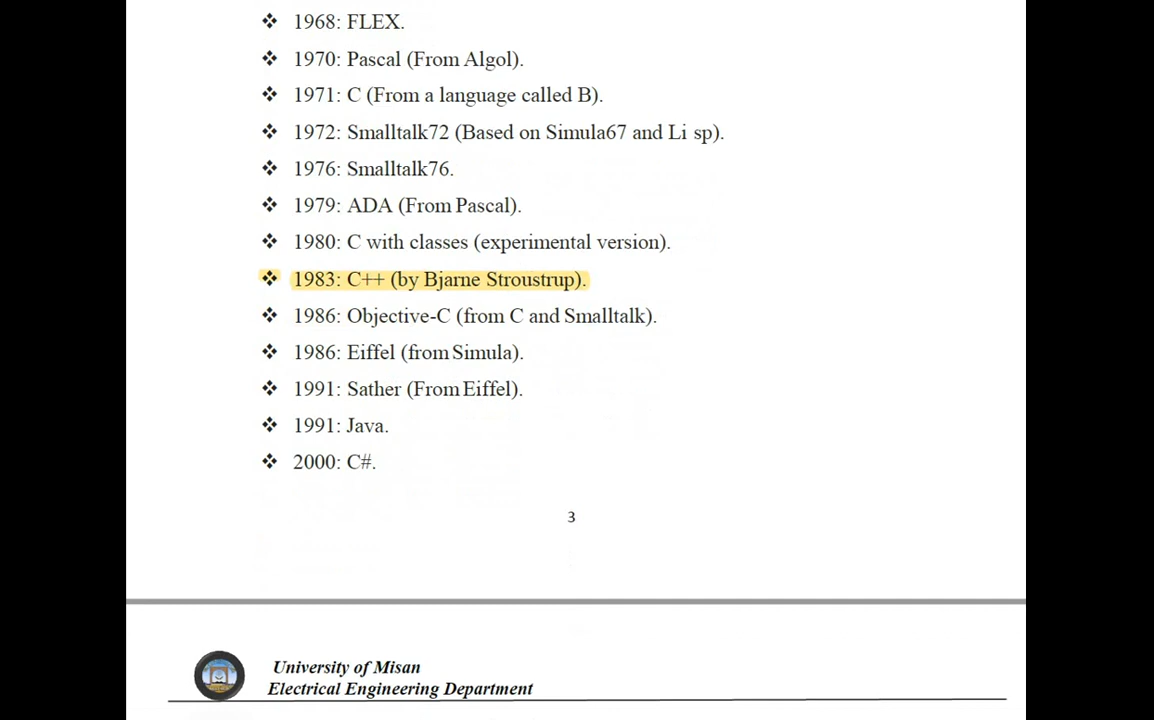 ❖ 1968: FLEX.
❖ 1970: Pascal (From Algol).
❖ 1971: C (From a language called B).
❖ 1972: Smalltalk72 (Based on Simula67 and Li sp).
❖ 1976: Smalltalk76.
❖ 1979: ADA (From Pascal).
❖ 1980: C with classes (experimental version).
❖ 1983: C++ (by Bjarne Stroustrup).
❖ 1986: Objective-C (from C and Smalltalk).
❖ 1986: Eiffel (from Simula).
❖ 1991: Sather (From Eiffel).
❖ 1991: Java.
❖ 2000: C#.
3
University of Misan
Electrical Engineering Department